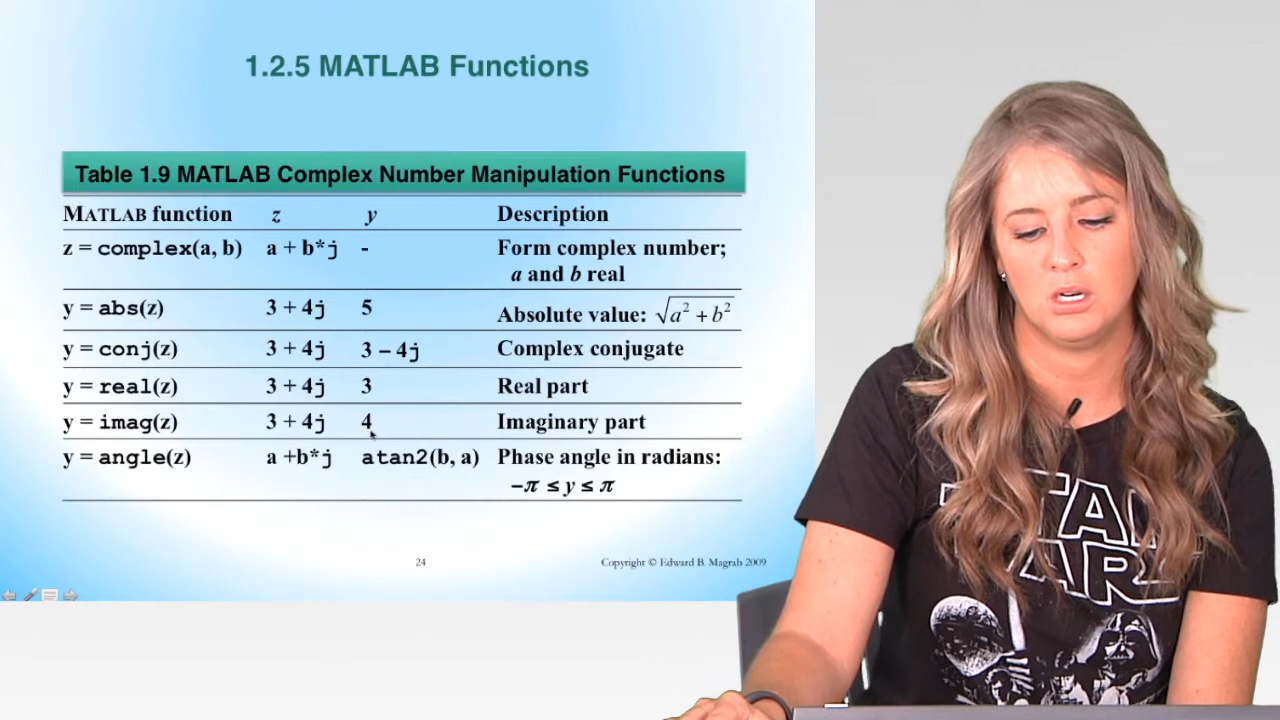 1.2.5 MATLAB Functions
Table 1.9 MATLAB Complex Number Manipulation Functions
MATLAB function z y Description
z = complex(a, b) a + b*j - Form complex number;
a and b real
y = abs(z) 3 + 4j 5 Absolute value: √a² + b²
y = conj(z) 3 + 4j 3 – 4j Complex conjugate
y = real(z) 3 + 4j 3 Real part
y = imag(z) 3 + 4j 4 Imaginary part
y = angle(z) a +b*j atan2(b, a) Phase angle in radians:
–π ≤ y ≤ π
24 Copyright © Edward B. Magrab 2009
STAR
WARS